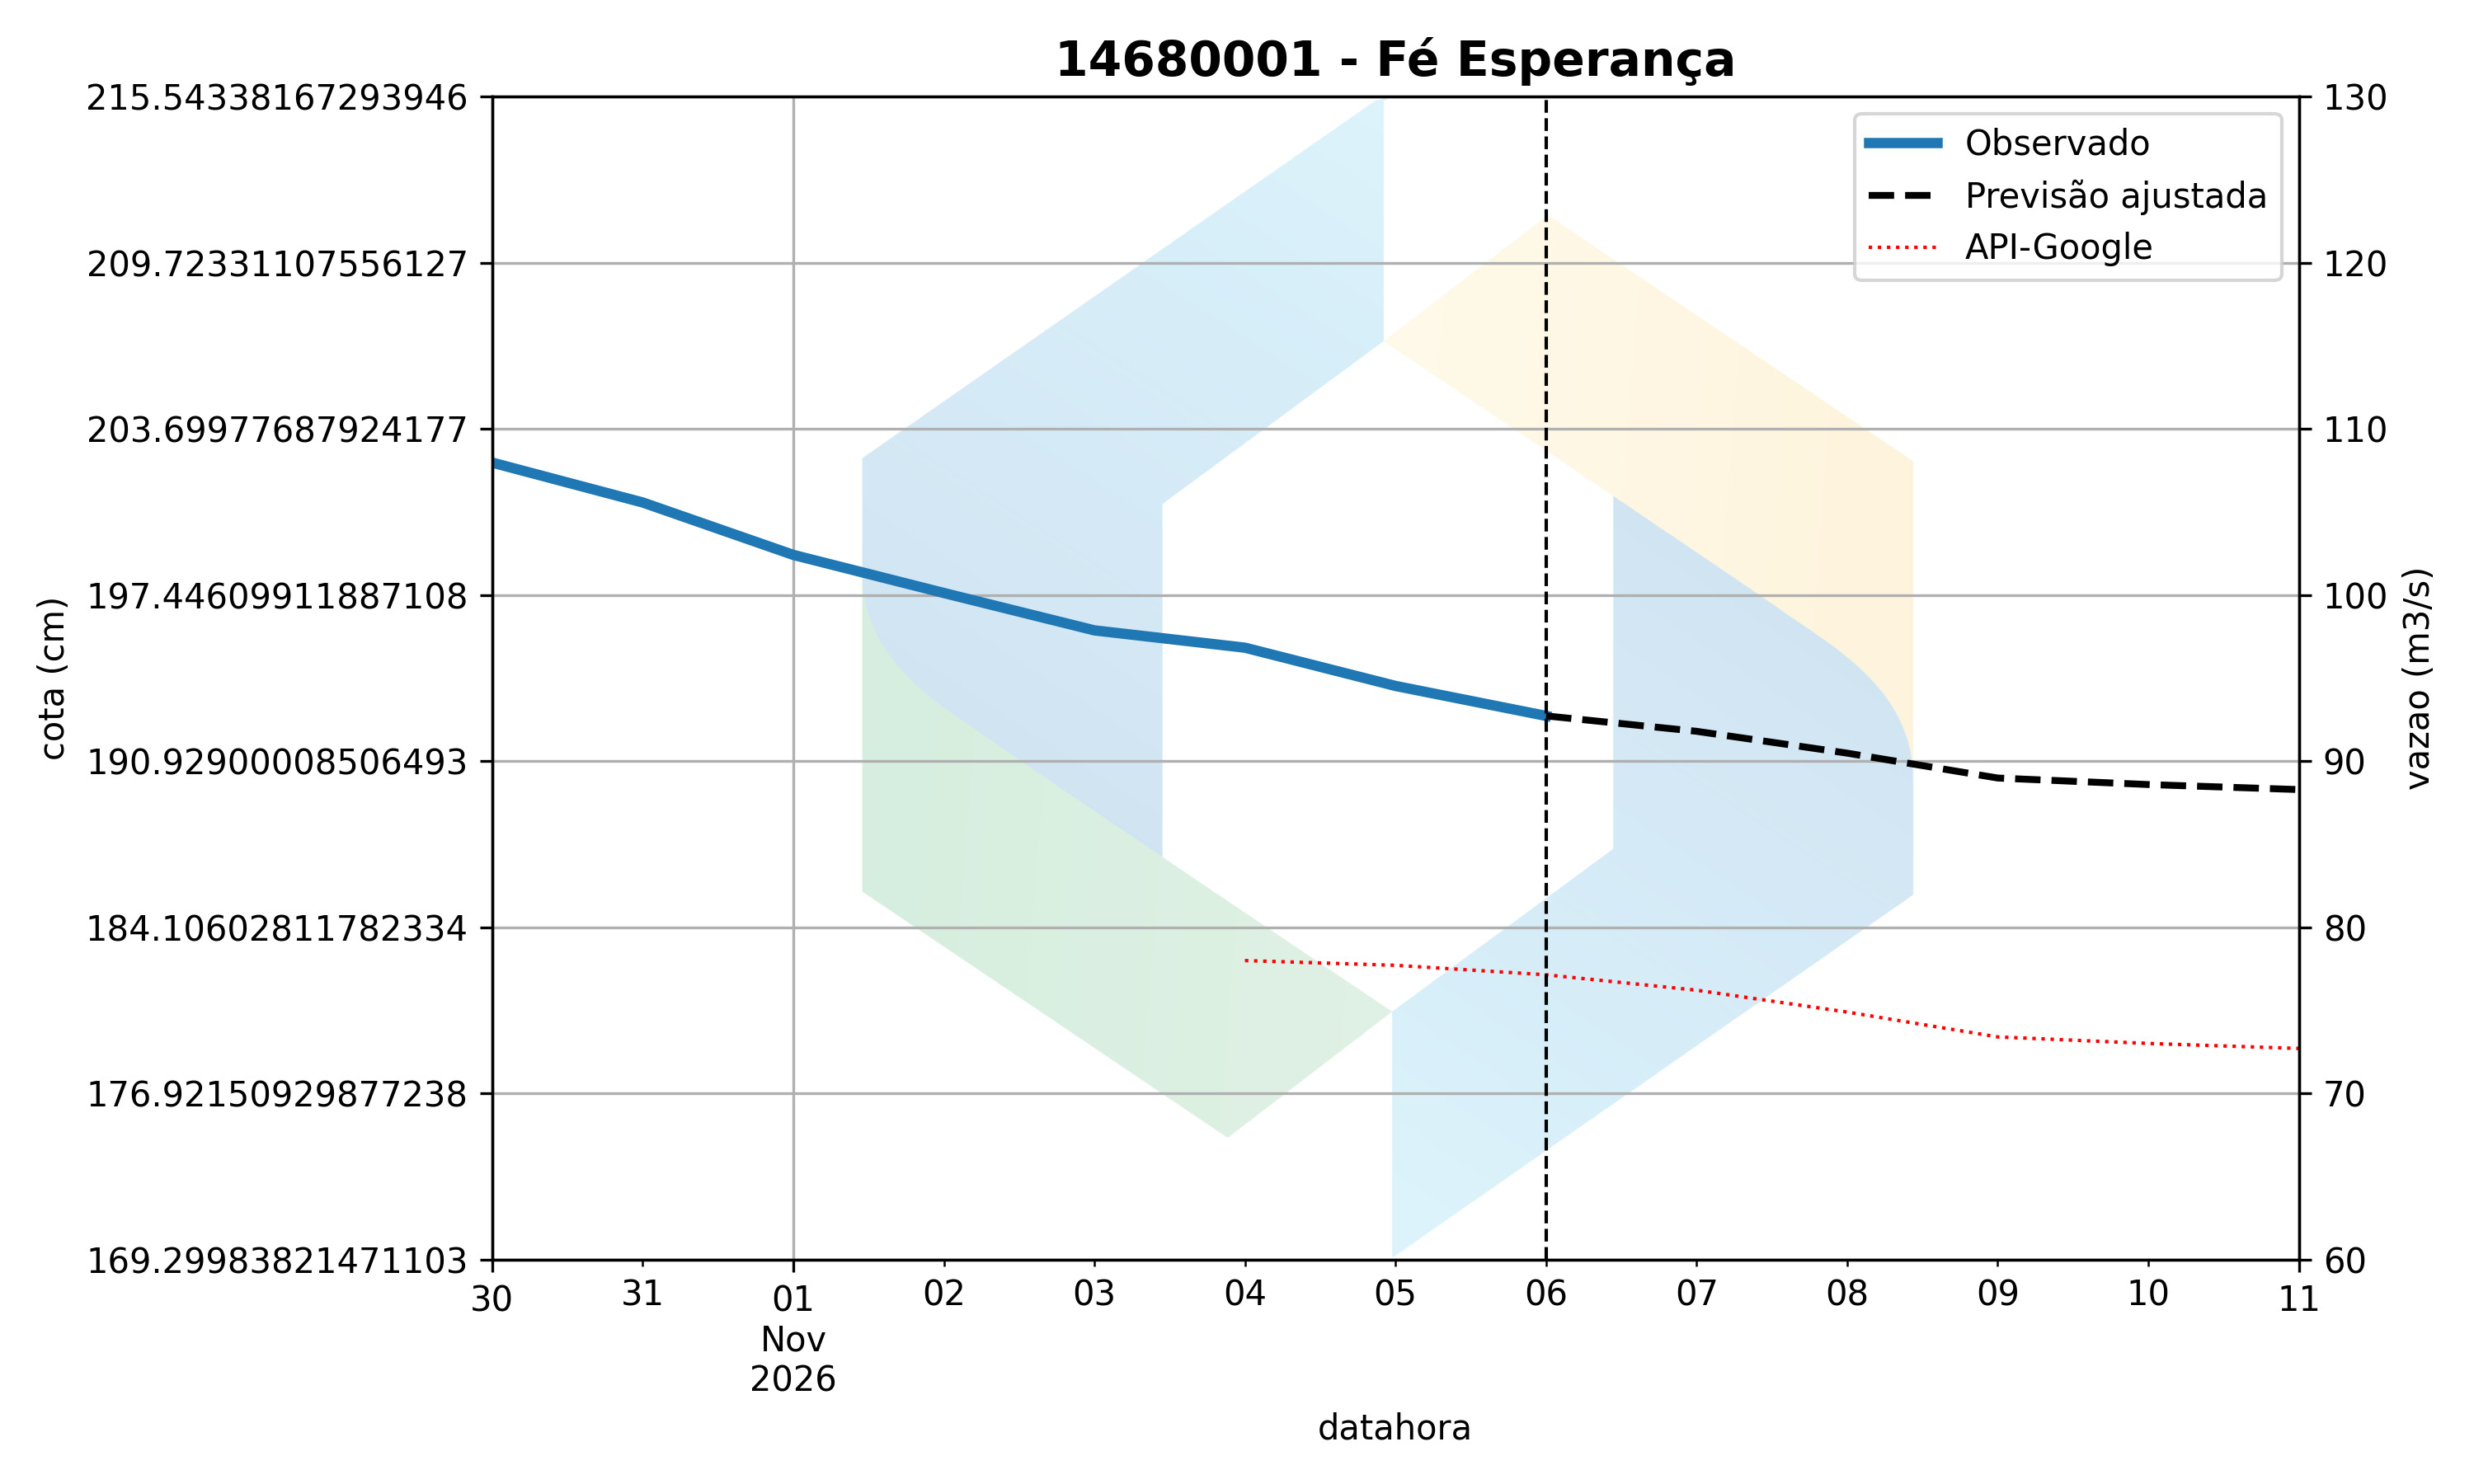 14680001 - Fé Esperança
215.54338167293946
209.72331107556127
203.69977687924177
197.44609911887108
190.92900008506493
184.10602811782334
176.92150929877238
169.29983821471103
cota (cm)
130
120
110
100
90
80
70
60
vazao (m3/s)
Observado
Previsão ajustada
API-Google
30 31 01 02 03 04 05 06 07 08 09 10 11
Nov
2026
datahora